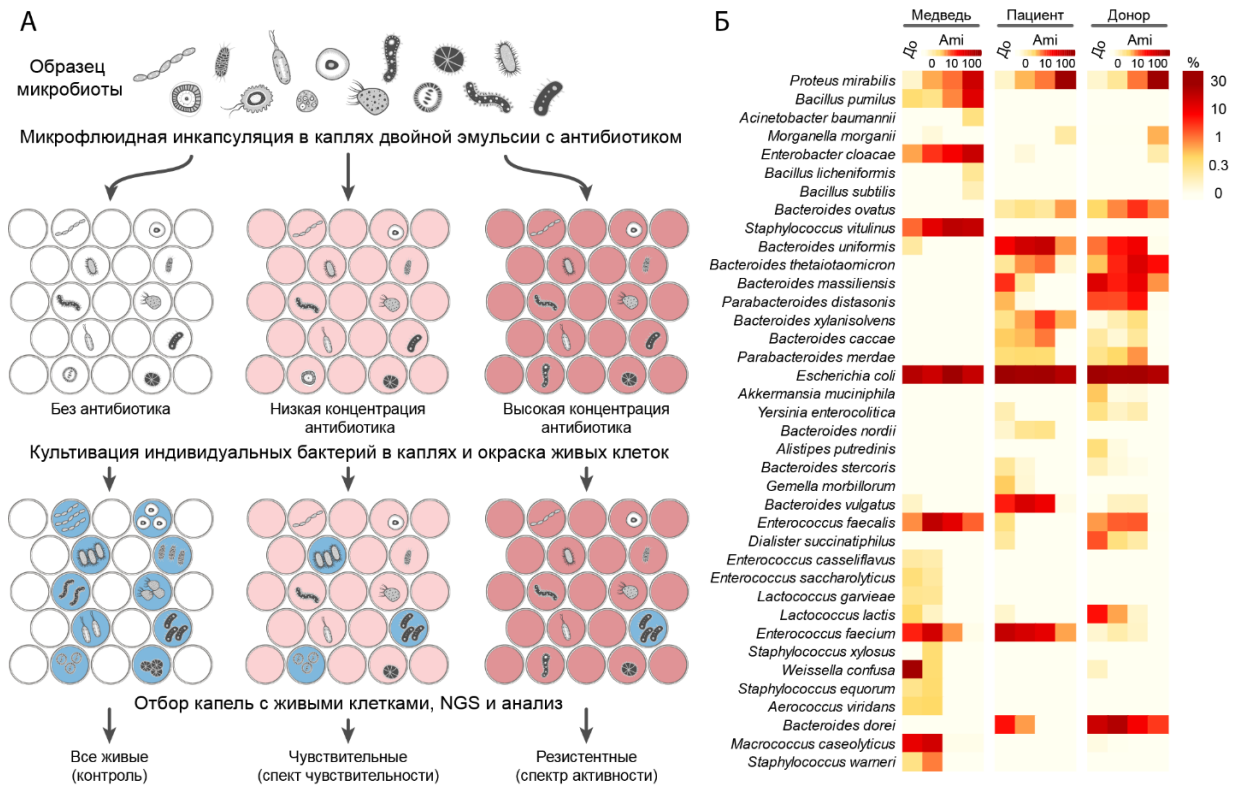 А
Образец
микробиоты
Микрофлюидная инкапсуляция в каплях двойной эмульсии с антибиотиком
Без антибиотика
Низкая концентрация
антибиотика
Высокая концентрация
антибиотика
Культивация индивидуальных бактерий в каплях и окраска живых клеток
Отбор капель с живыми клетками, NGS и анализ
Все живые
(контроль)
Чувствительные
(спект чувствительности)
Резистентные
(спектр активности)
Б
Медведь Пациент Донор
До Ami До Ami До Ami
0 10 100 0 10 100 0 10 100
%
30
10
1
0.3
0
Proteus mirabilis
Bacillus pumilus
Acinetobacter baumannii
Morganella morganii
Enterobacter cloacae
Bacillus licheniformis
Bacillus subtilis
Bacteroides ovatus
Staphylococcus vitulinus
Bacteroides uniformis
Bacteroides thetaiotaomicron
Bacteroides massiliensis
Parabacteroides distasonis
Bacteroides xylanisolvens
Bacteroides caccae
Parabacteroides merdae
Escherichia coli
Akkermansia muciniphila
Yersinia enterocolitica
Bacteroides nordii
Alistipes putredinis
Bacteroides stercoris
Gemella morbillorum
Bacteroides vulgatus
Enterococcus faecalis
Dialister succinatiphilus
Enterococcus casseliflavus
Enterococcus saccharolyticus
Lactococcus garvieae
Lactococcus lactis
Enterococcus faecium
Staphylococcus xylosus
Weissella confusa
Staphylococcus equorum
Aerococcus viridans
Bacteroides dorei
Macrococcus caseolyticus
Staphylococcus warneri